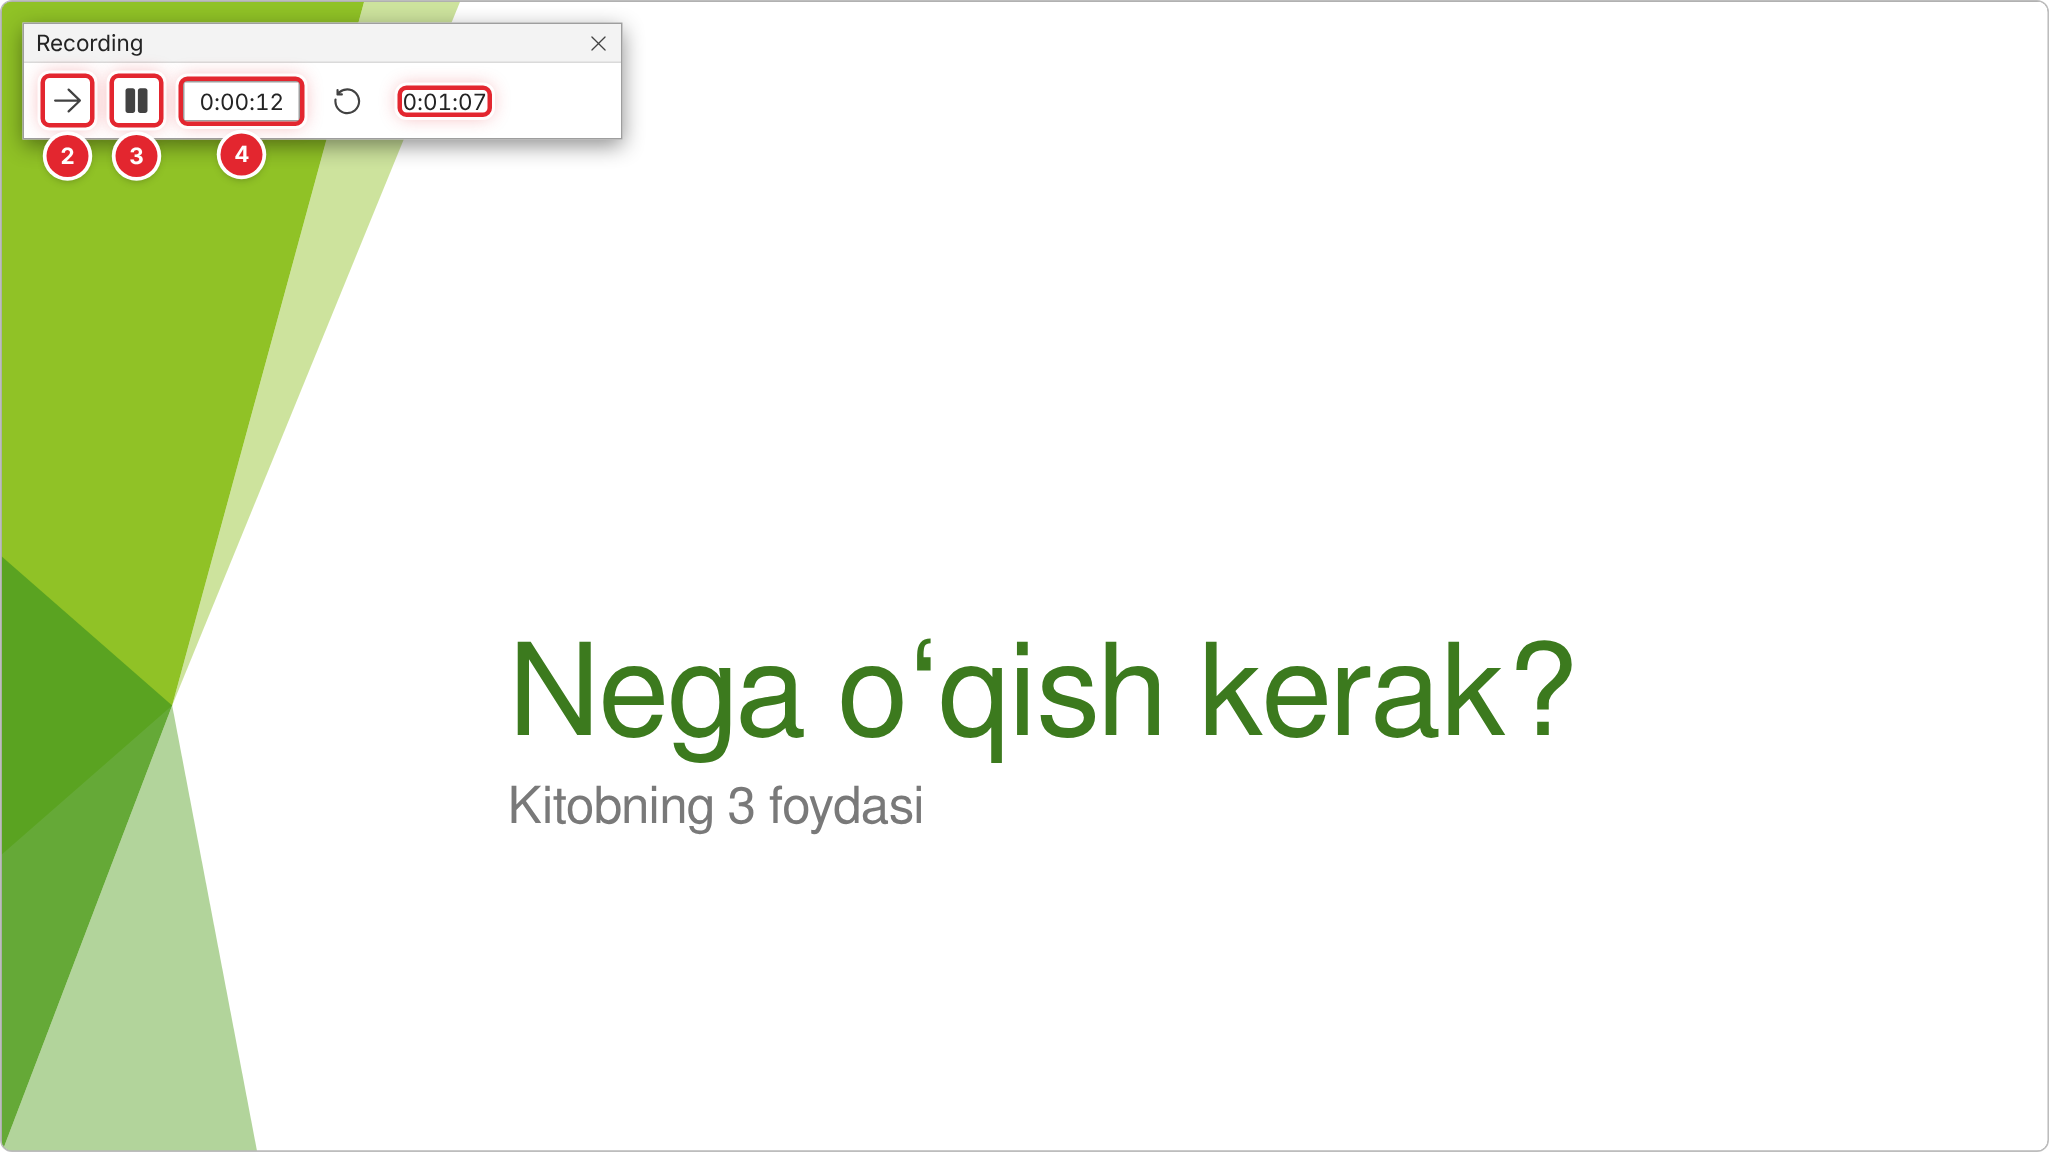 Recording
0:00:12 0:01:07
2 3 4
Nega o‘qish kerak?
Kitobning 3 foydasi